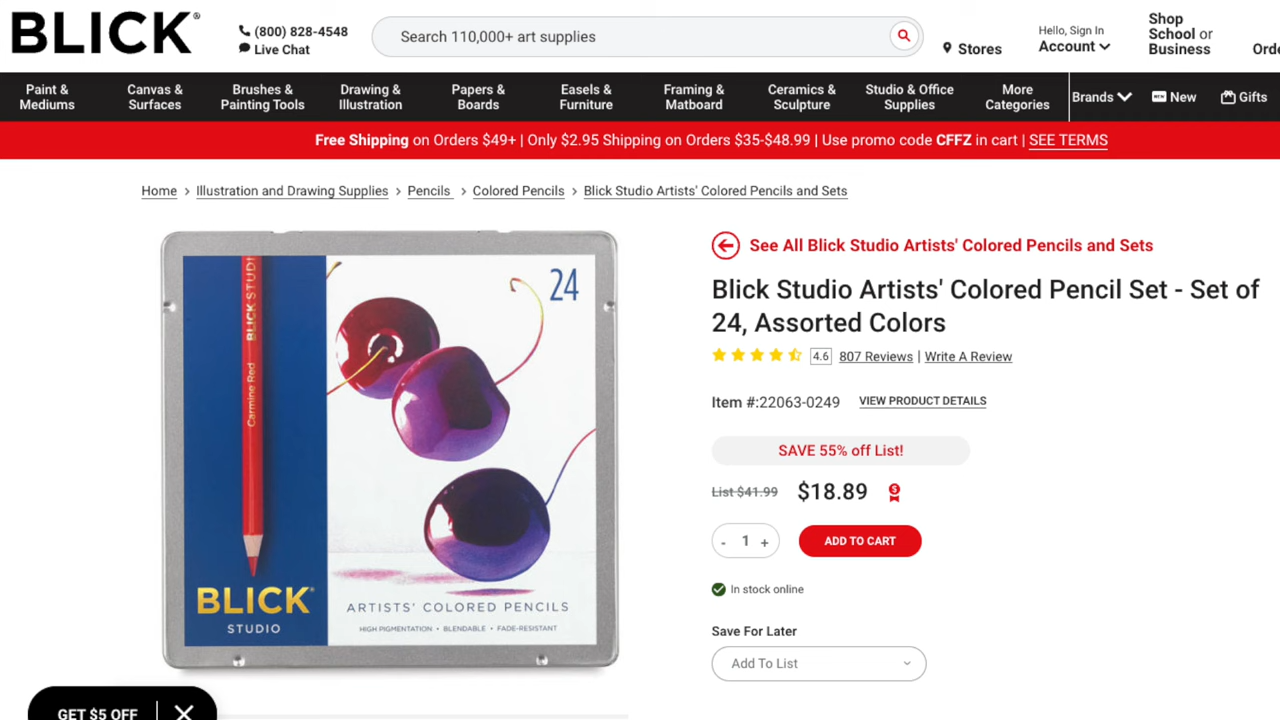 BLICK®
(800) 828-4548
Live Chat
Search 110,000+ art supplies
Stores
Hello, Sign In
Account
Shop
School or
Business
Paint &
Mediums
Canvas &
Surfaces
Brushes &
Painting Tools
Drawing &
Illustration
Papers &
Boards
Easels &
Furniture
Framing &
Matboard
Ceramics &
Sculpture
Studio & Office
Supplies
More
Categories
Brands
New
Gifts
Free Shipping on Orders $49+ | Only $2.95 Shipping on Orders $35-$48.99 | Use promo code CFFZ in cart | SEE TERMS
Home > Illustration and Drawing Supplies > Pencils > Colored Pencils > Blick Studio Artists' Colored Pencils and Sets
24
BLICK STUDI
Carmine Red
BLICK®
STUDIO
ARTISTS' COLORED PENCILS
HIGH PIGMENTATION • BLENDABLE • FADE-RESISTANT
See All Blick Studio Artists' Colored Pencils and Sets
Blick Studio Artists' Colored Pencil Set - Set of
24, Assorted Colors
4.6 807 Reviews | Write A Review
Item #:22063-0249 VIEW PRODUCT DETAILS
SAVE 55% off List!
List $41.99 $18.89
- 1 + ADD TO CART
In stock online
Save For Later
Add To List
GET $5 OFF